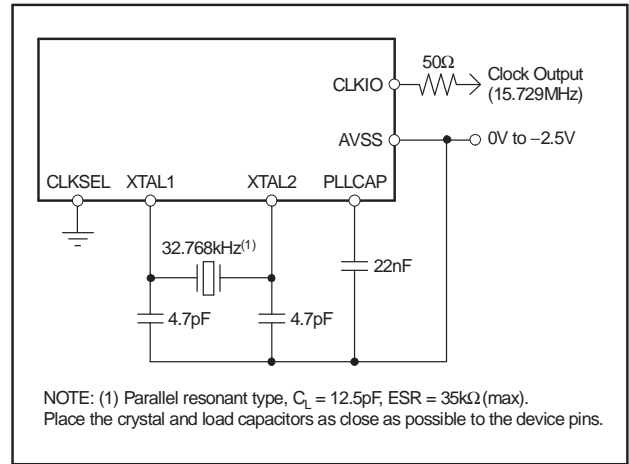 50Ω
CLKIO
Clock Output
(15.729MHz)
AVSS
0V to −2.5V
CLKSEL XTAL1 XTAL2 PLLCAP
32.768kHz(1)
22nF
4.7pF 4.7pF
NOTE: (1) Parallel resonant type, CL = 12.5pF, ESR = 35kΩ (max).
Place the crystal and load capacitors as close as possible to the device pins.